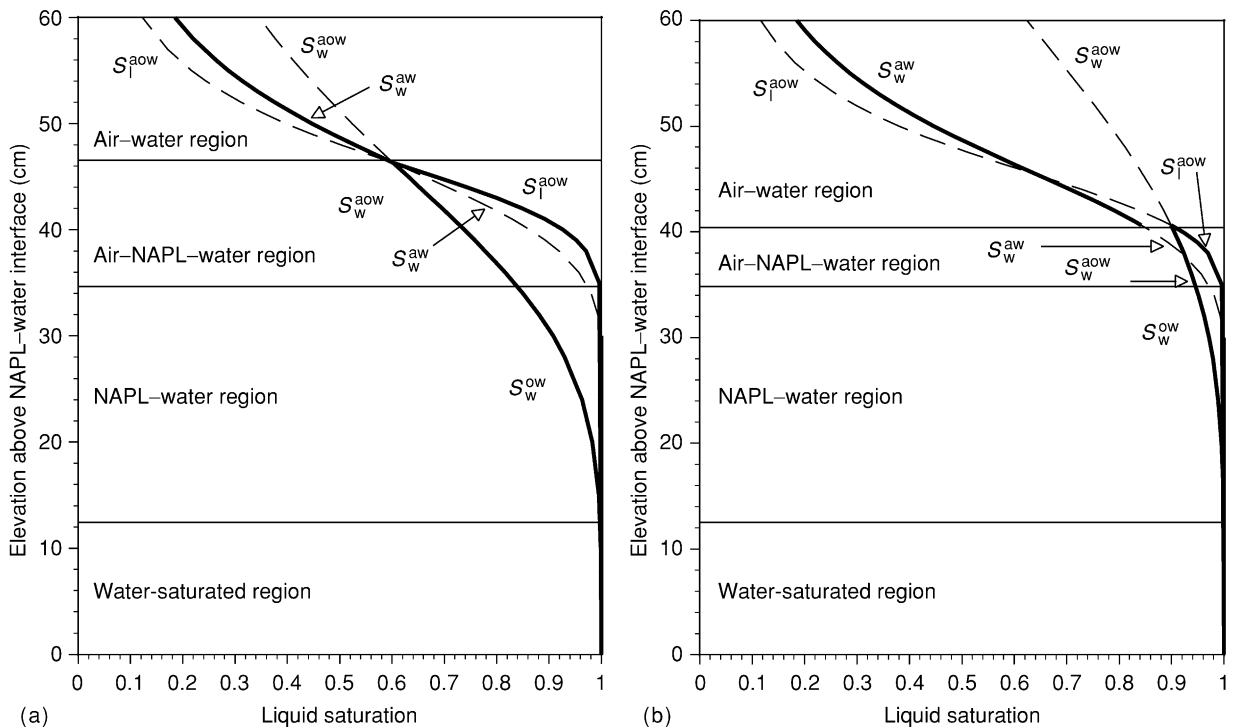 Elevation above NAPL–water interface (cm)
60
50
40
30
20
10
0
S_l^aow
S_w^aow
S_w^aw
Air–water region
S_l^aow
S_w^aow
S_w^aw
Air–NAPL–water region
S_w^ow
NAPL–water region
Water-saturated region
0 0.1 0.2 0.3 0.4 0.5 0.6 0.7 0.8 0.9 1
(a) Liquid saturation
Elevation above NAPL–water interface (cm)
60
50
40
30
20
10
0
S_w^aow
S_w^aw
S_l^aow
S_l^aow
Air–water region
S_w^aw
Air–NAPL–water region
S_w^aow
S_w^ow
NAPL–water region
Water-saturated region
0 0.1 0.2 0.3 0.4 0.5 0.6 0.7 0.8 0.9 1
(b) Liquid saturation